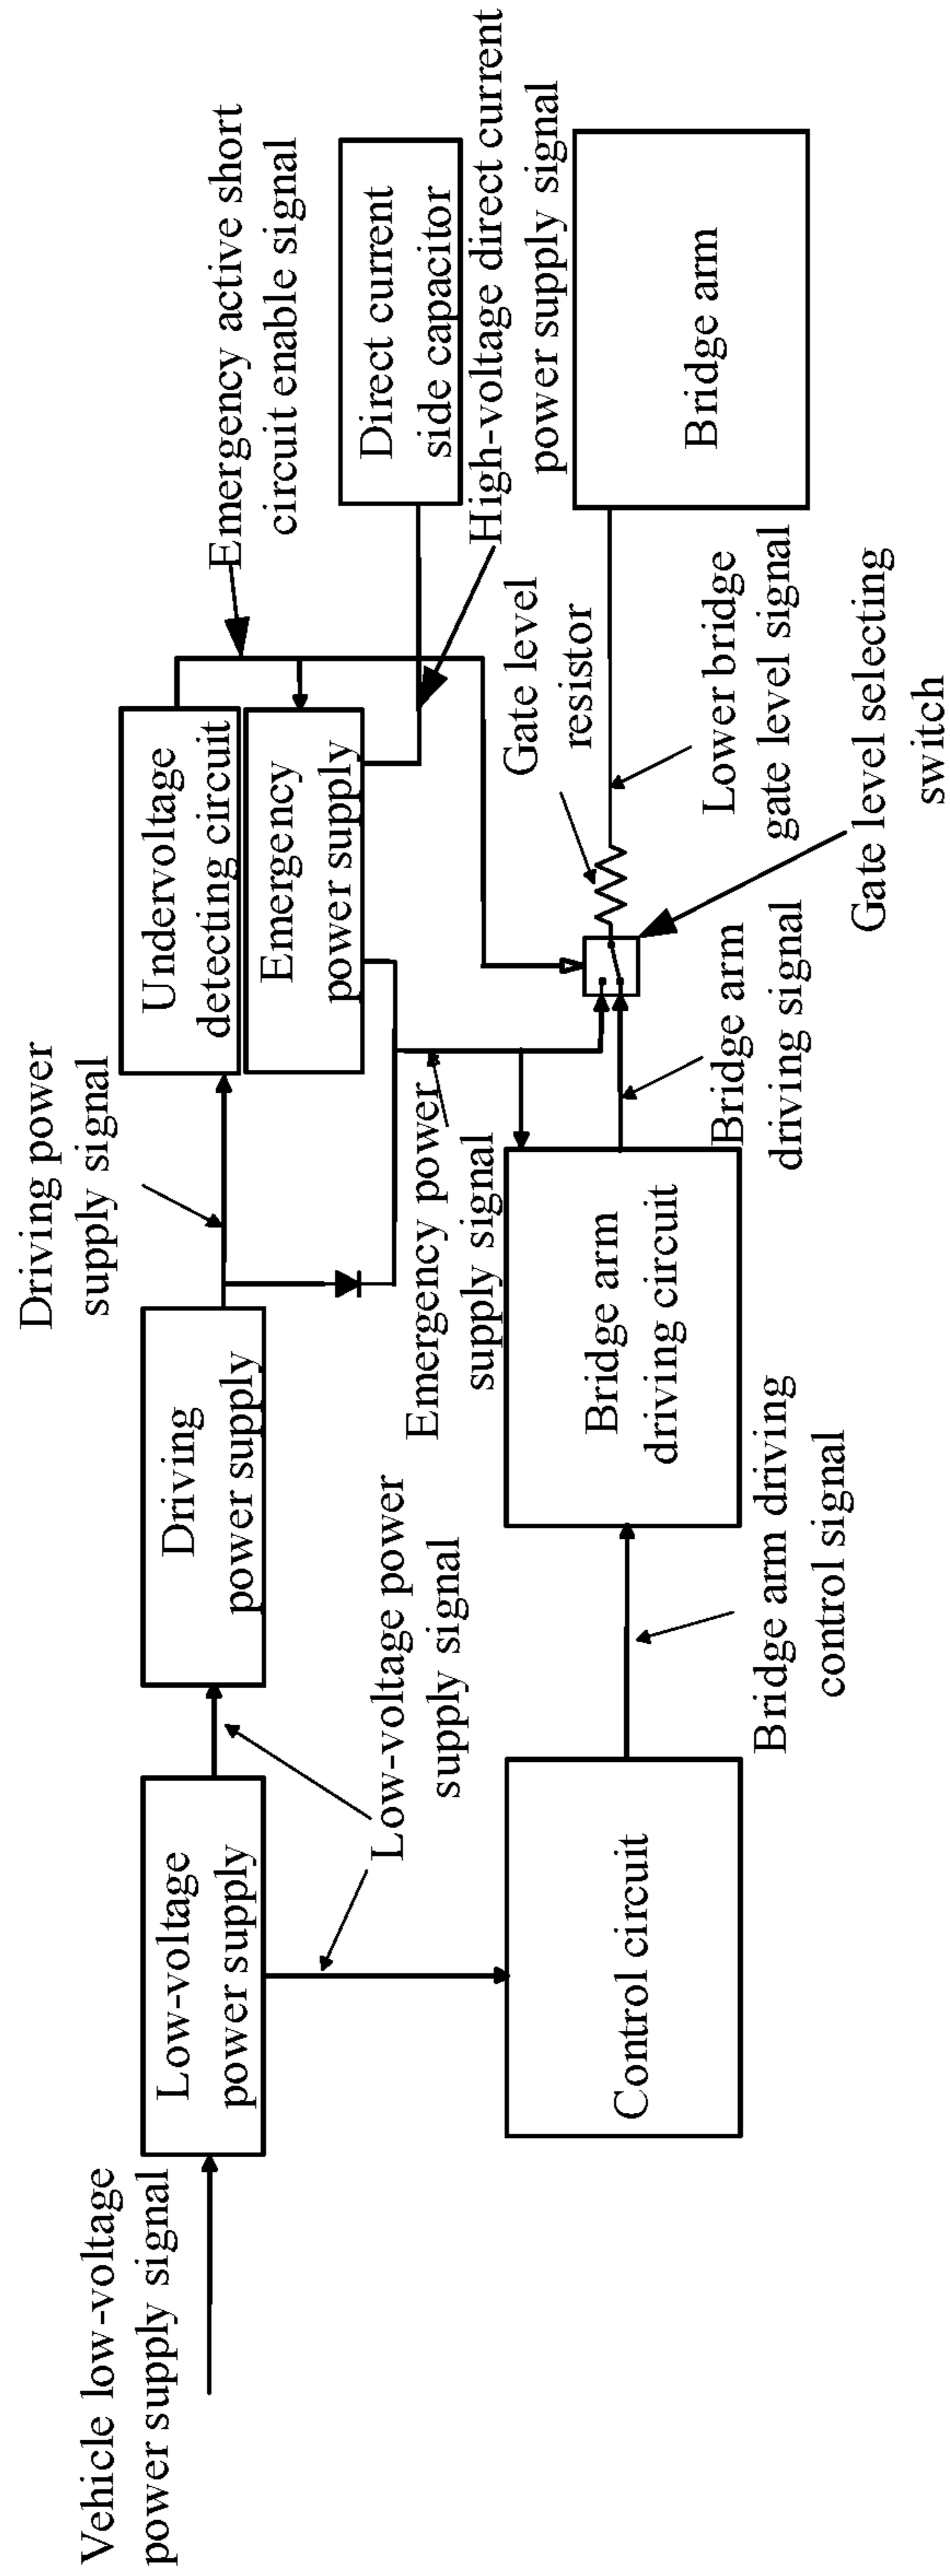 Vehicle low-voltage
power supply signal
Low-voltage
power supply
Driving
power supply
Driving power
supply signal
Undervoltage
detecting circuit
Emergency
power supply
Emergency active short
circuit enable signal
Direct current
side capacitor
High-voltage direct current
power supply signal
Low-voltage power
supply signal
Emergency power
supply signal
Gate level
resistor
Control circuit
Bridge arm driving
control signal
Bridge arm
driving circuit
Bridge arm
driving signal
Lower bridge
gate level signal
Gate level selecting
switch
Bridge arm